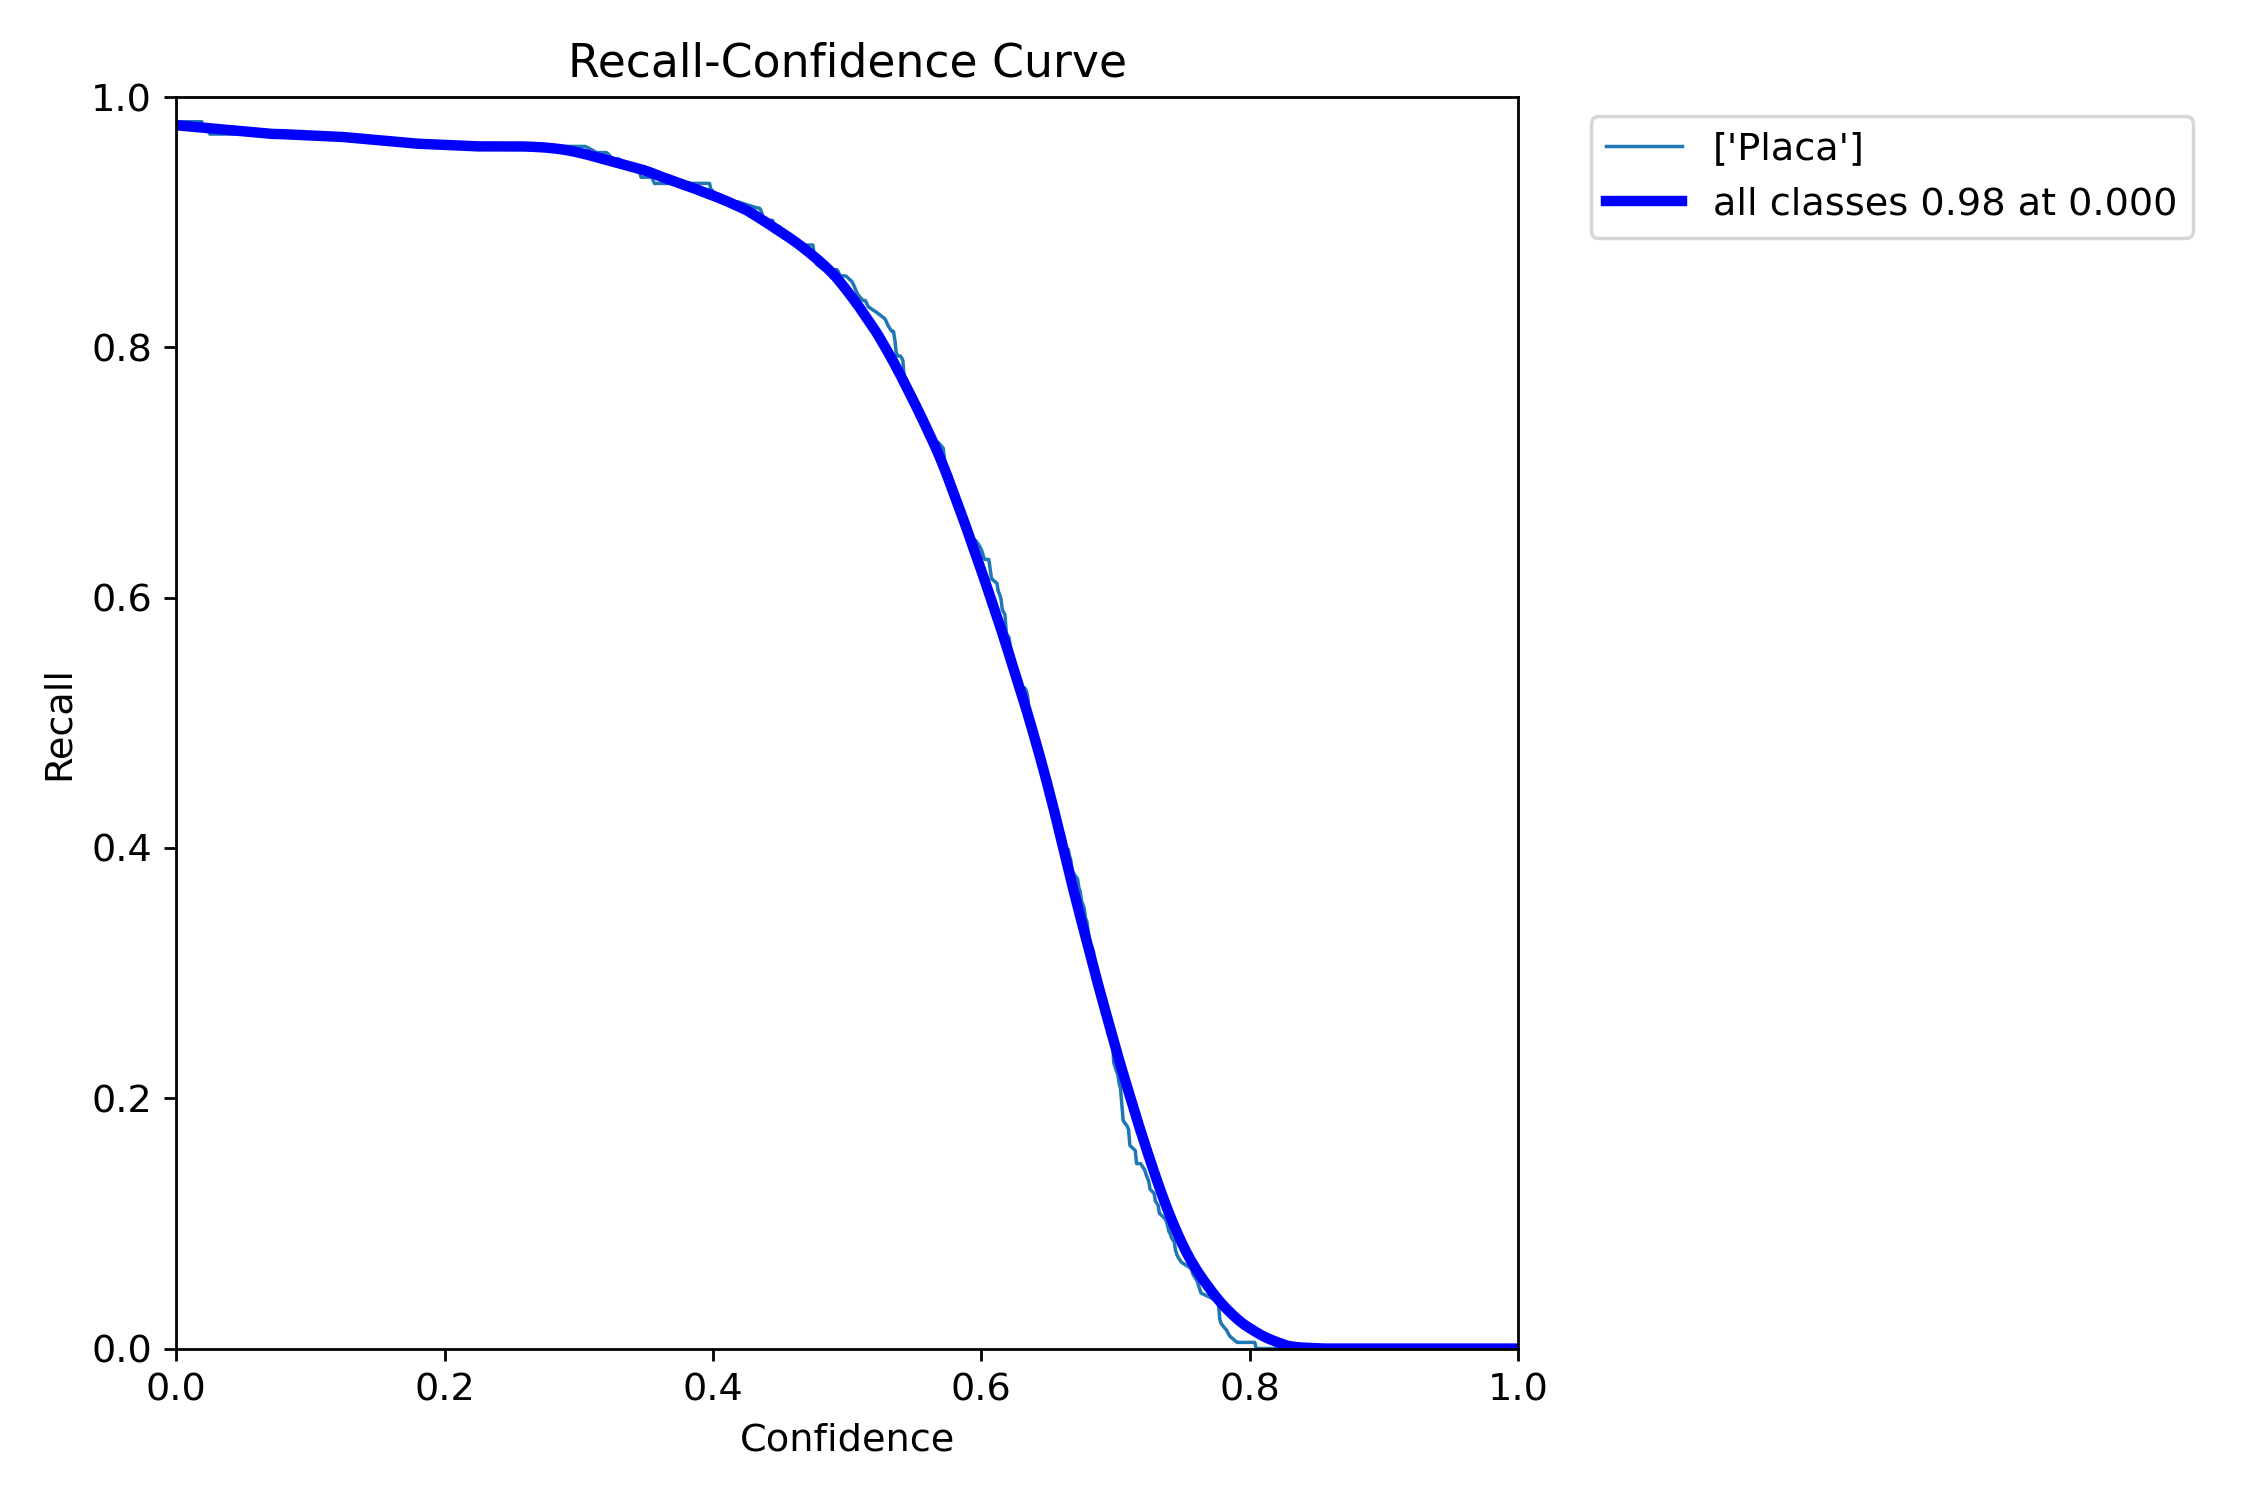 Recall-Confidence Curve
['Placa']
all classes 0.98 at 0.000
1.0
0.8
0.6
0.4
0.2
0.0
Recall
0.0 0.2 0.4 0.6 0.8 1.0
Confidence